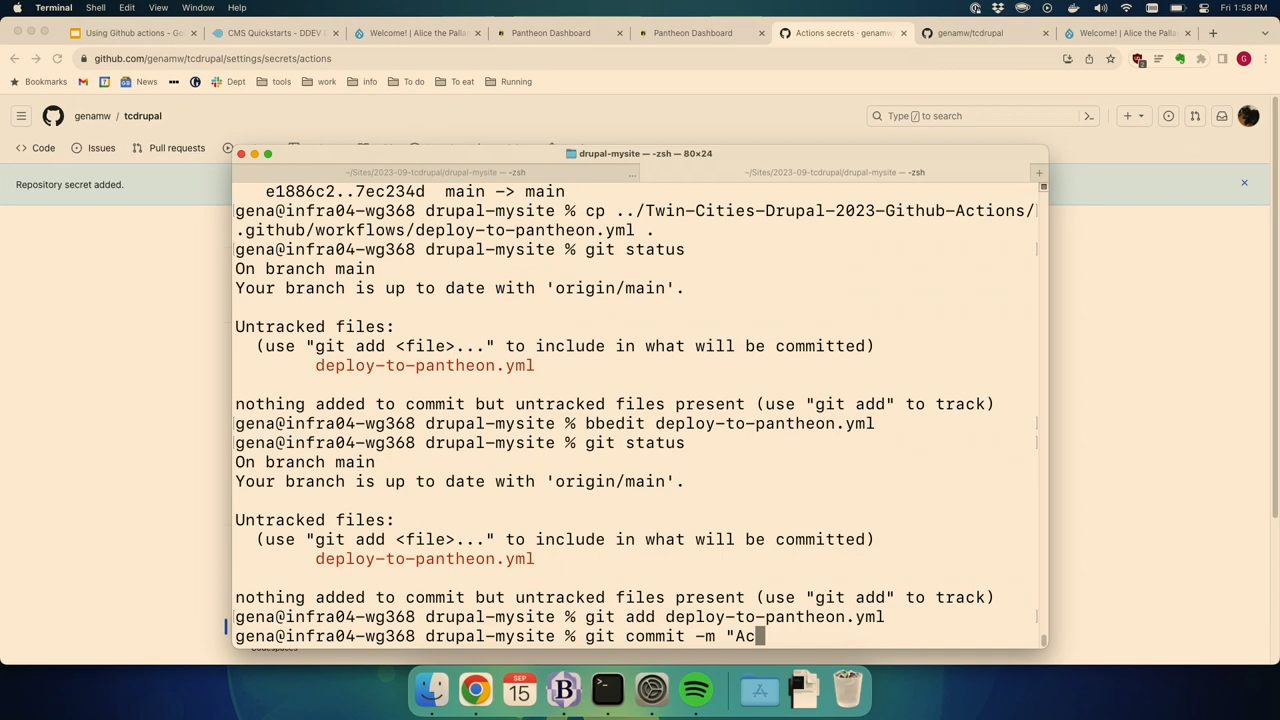 Terminal Shell Edit View Window Help Fri 1:58 PM
Using Github actions - Go CMS Quickstarts - DDEV Welcome! | Alice the Palla Pantheon Dashboard Pantheon Dashboard Actions secrets · genamw genamw/tcdrupal Welcome! | Alice the Palla
github.com/genamw/tcdrupal/settings/secrets/actions
Bookmarks News Dept tools work info To do To eat Running
genamw / tcdrupal Type / to search
Code Issues Pull requests
drupal-mysite — -zsh — 80×24
~/Sites/2023-09-tcdrupal/drupal-mysite — -zsh ... ~/Sites/2023-09-tcdrupal/drupal-mysite — -zsh
Repository secret added.
e1886c2..7ec234d main -> main
gena@infra04-wg368 drupal-mysite % cp ../Twin-Cities-Drupal-2023-Github-Actions/
.github/workflows/deploy-to-pantheon.yml .
gena@infra04-wg368 drupal-mysite % git status
On branch main
Your branch is up to date with 'origin/main'.
Untracked files:
(use "git add <file>..." to include in what will be committed)
deploy-to-pantheon.yml
nothing added to commit but untracked files present (use "git add" to track)
gena@infra04-wg368 drupal-mysite % bbedit deploy-to-pantheon.yml
gena@infra04-wg368 drupal-mysite % git status
On branch main
Your branch is up to date with 'origin/main'.
Untracked files:
(use "git add <file>..." to include in what will be committed)
deploy-to-pantheon.yml
nothing added to commit but untracked files present (use "git add" to track)
gena@infra04-wg368 drupal-mysite % git add deploy-to-pantheon.yml
gena@infra04-wg368 drupal-mysite % git commit -m "Ac
SEP
15